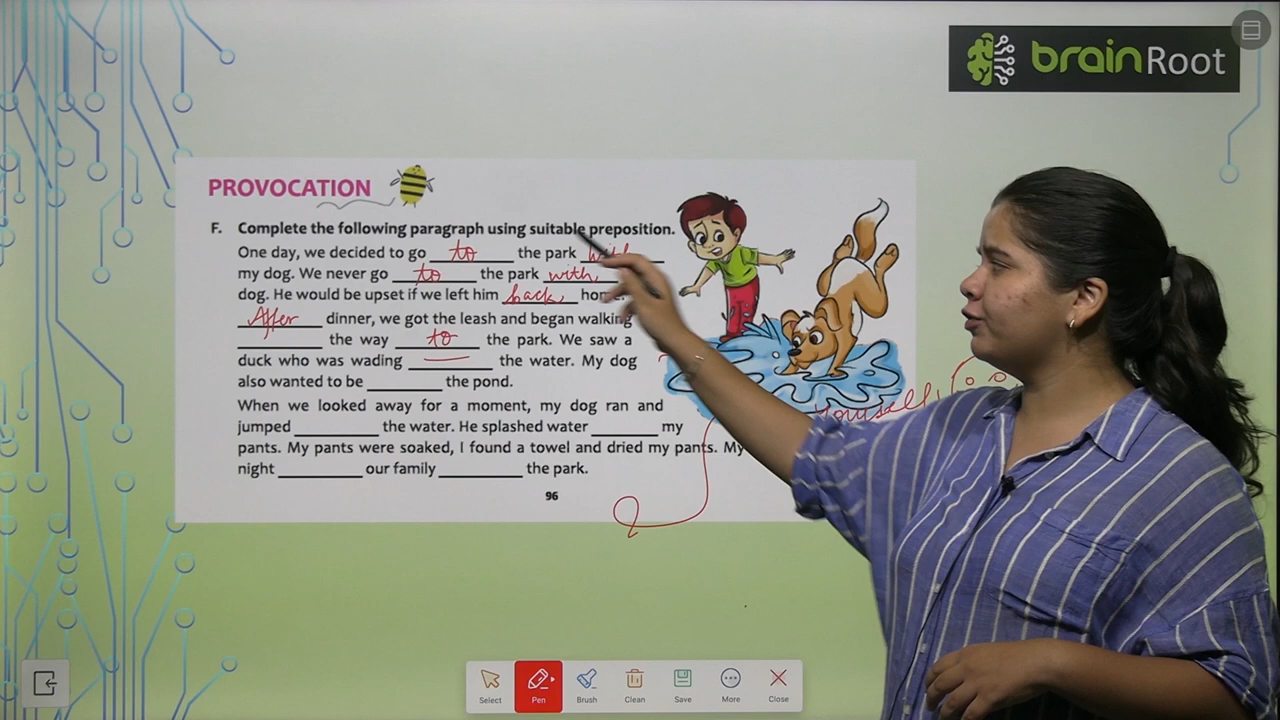 brainRoot
PROVOCATION
F. Complete the following paragraph using suitable preposition.
One day, we decided to go to the park with
my dog. We never go to the park with,
dog. He would be upset if we left him back, home.
After dinner, we got the leash and began walking
the way to the park. We saw a
duck who was wading the water. My dog
also wanted to be the pond.
When we looked away for a moment, my dog ran and
jumped the water. He splashed water my
pants. My pants were soaked, I found a towel and dried my pants. My
night our family the park.
96
Yourself
Select Pen Brush Clean Save More Close